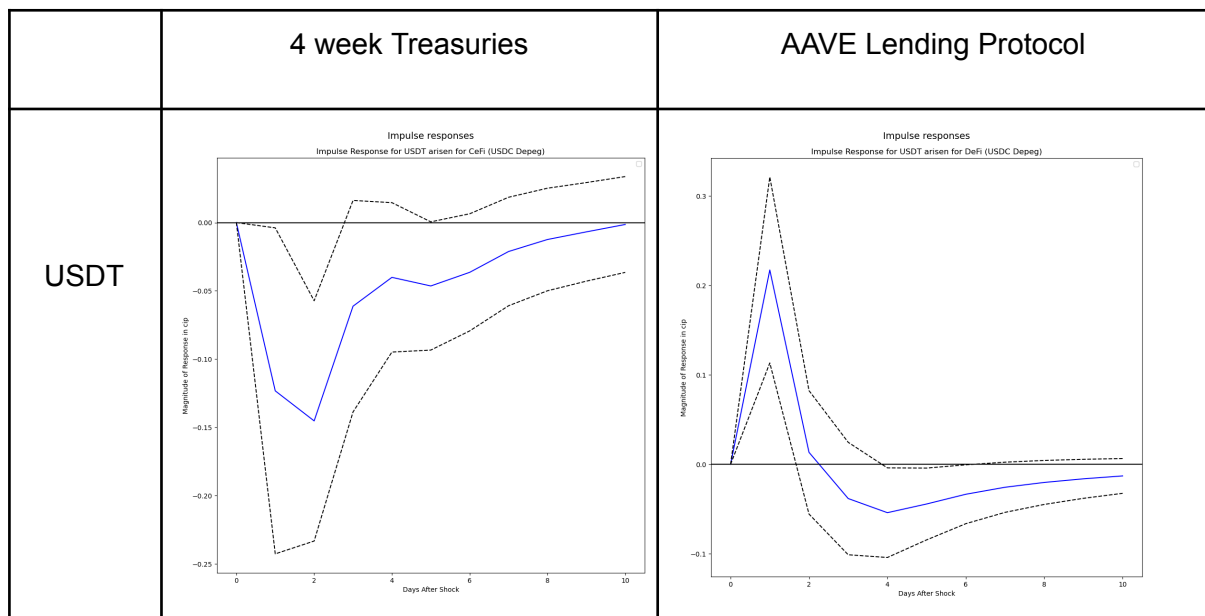 4 week Treasuries
AAVE Lending Protocol
USDT
Impulse responses
Impulse Response for USDT arisen for CeFi (USDC Depeg)
Magnitude of Response in cip
0.00
−0.05
−0.10
−0.15
−0.20
−0.25
0 2 4 6 8 10
Days After Shock
Impulse responses
Impulse Response for USDT arisen for DeFi (USDC Depeg)
Magnitude of Response in cip
0.3
0.2
0.1
0.0
−0.1
0 2 4 6 8 10
Days After Shock